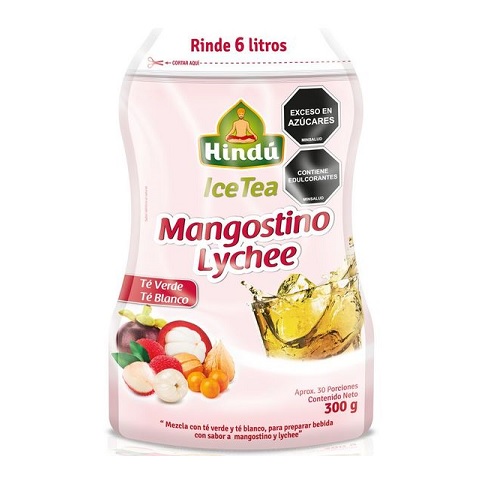 Rinde 6 litros
CORTAR AQUÍ
Hindú
Ice Tea
EXCESO EN
AZÚCARES
MINSALUD
CONTIENE
EDULCORANTES
MINSALUD
Mangostino
Lychee
Té Verde
Té Blanco
Aprox. 30 Porciones
Contenido Neto
300 g
" Mezcla con té verde y té blanco, para preparar bebida
con sabor a mangostino y lychee"